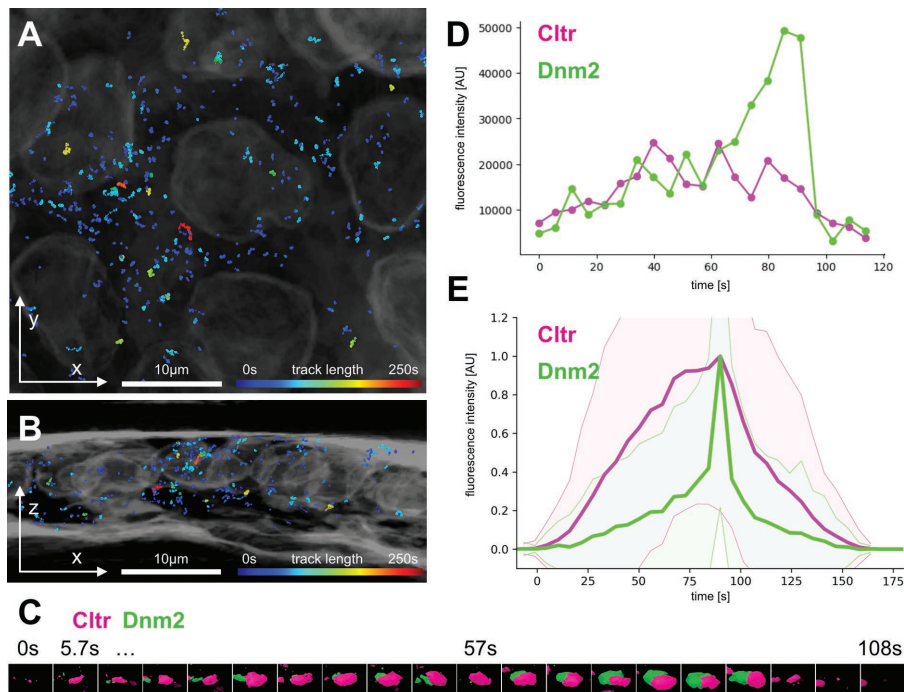 A
y
x
10μm
0s track length 250s
B
z
x
10μm
0s track length 250s
C
Cltr Dnm2
0s 5.7s ... 57s 108s
D
Cltr
Dnm2
fluorescence intensity [AU]
50000
40000
30000
20000
10000
0 20 40 60 80 100 120
time [s]
E
Cltr
Dnm2
fluorescence intensity [AU]
1.2
1.0
0.8
0.6
0.4
0.2
0.0
0 25 50 75 100 125 150 175
time [s]